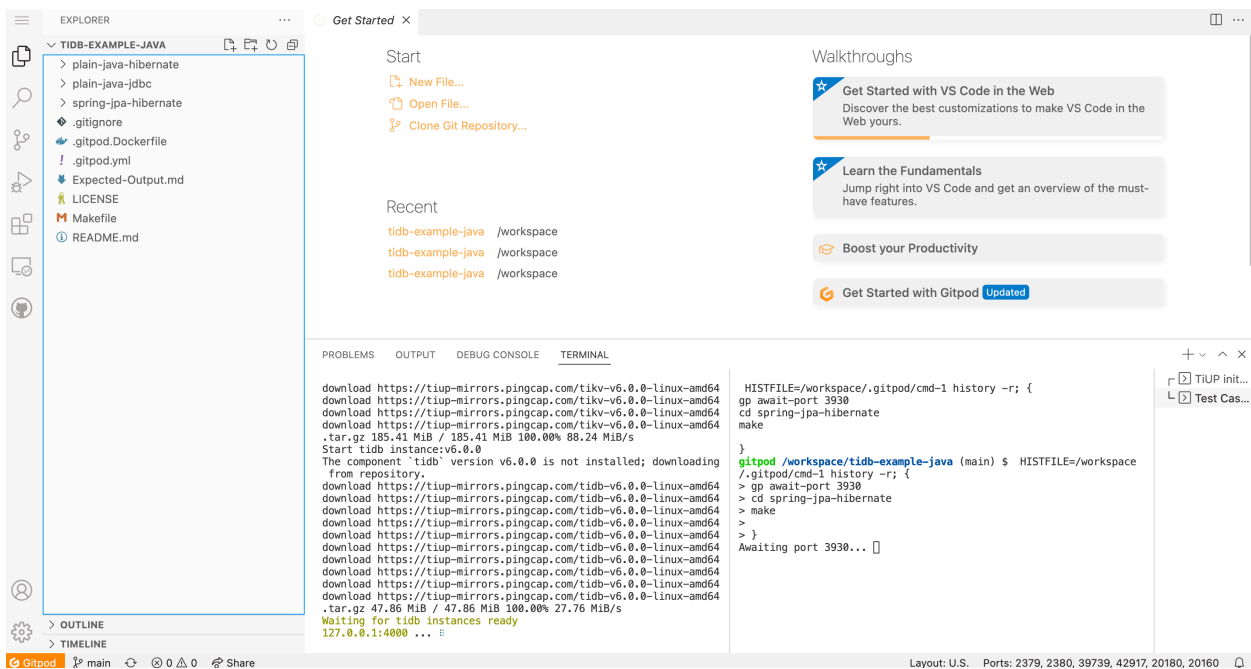 EXPLORER
TIDB-EXAMPLE-JAVA
plain-java-hibernate
plain-java-jdbc
spring-jpa-hibernate
.gitignore
.gitpod.Dockerfile
.gitpod.yml
Expected-Output.md
LICENSE
Makefile
README.md
OUTLINE
TIMELINE
Get Started
Start
New File...
Open File...
Clone Git Repository...
Recent
tidb-example-java /workspace
tidb-example-java /workspace
tidb-example-java /workspace
Walkthroughs
Get Started with VS Code in the Web
Discover the best customizations to make VS Code in the
Web yours.
Learn the Fundamentals
Jump right into VS Code and get an overview of the must-
have features.
Boost your Productivity
Get Started with Gitpod Updated
PROBLEMS OUTPUT DEBUG CONSOLE TERMINAL
download https://tiup-mirrors.pingcap.com/tikv-v6.0.0-linux-amd64
download https://tiup-mirrors.pingcap.com/tikv-v6.0.0-linux-amd64
download https://tiup-mirrors.pingcap.com/tikv-v6.0.0-linux-amd64
download https://tiup-mirrors.pingcap.com/tikv-v6.0.0-linux-amd64
.tar.gz 185.41 MiB / 185.41 MiB 100.00% 88.24 MiB/s
Start tidb instance:v6.0.0
The component `tidb` version v6.0.0 is not installed; downloading
from repository.
download https://tiup-mirrors.pingcap.com/tidb-v6.0.0-linux-amd64
download https://tiup-mirrors.pingcap.com/tidb-v6.0.0-linux-amd64
download https://tiup-mirrors.pingcap.com/tidb-v6.0.0-linux-amd64
download https://tiup-mirrors.pingcap.com/tidb-v6.0.0-linux-amd64
download https://tiup-mirrors.pingcap.com/tidb-v6.0.0-linux-amd64
download https://tiup-mirrors.pingcap.com/tidb-v6.0.0-linux-amd64
download https://tiup-mirrors.pingcap.com/tidb-v6.0.0-linux-amd64
download https://tiup-mirrors.pingcap.com/tidb-v6.0.0-linux-amd64
download https://tiup-mirrors.pingcap.com/tidb-v6.0.0-linux-amd64
download https://tiup-mirrors.pingcap.com/tidb-v6.0.0-linux-amd64
.tar.gz 47.86 MiB / 47.86 MiB 100.00% 27.76 MiB/s
Waiting for tidb instances ready
127.0.0.1:4000 ...
HISTFILE=/workspace/.gitpod/cmd-1 history -r; {
gp await-port 3930
cd spring-jpa-hibernate
make
}
gitpod /workspace/tidb-example-java (main) $ HISTFILE=/workspace
/.gitpod/cmd-1 history -r; {
> gp await-port 3930
> cd spring-jpa-hibernate
> make
>
> }
Awaiting port 3930...
TiUP init...
Test Cas...
Gitpod main 0 0 Share
Layout: U.S. Ports: 2379, 2380, 39739, 42917, 20180, 20160